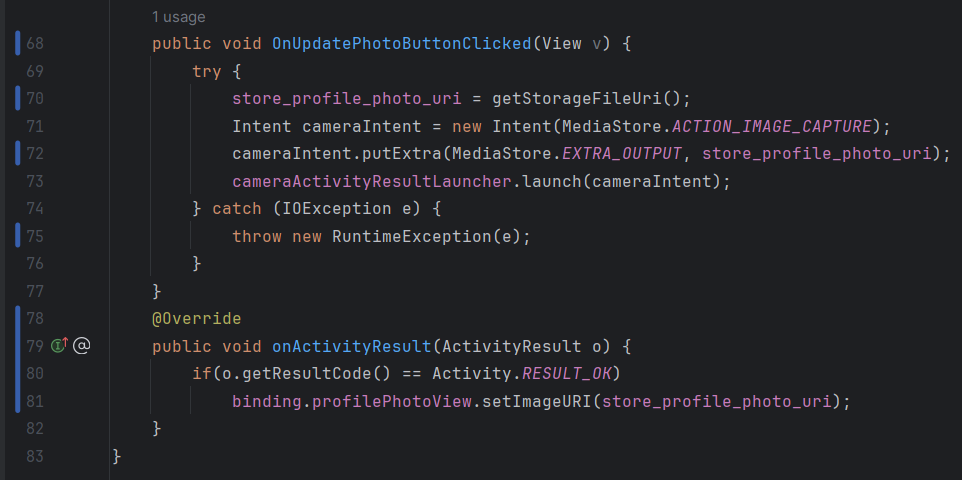 1 usage
68 public void OnUpdatePhotoButtonClicked(View v) {
69 try {
70 store_profile_photo_uri = getStorageFileUri();
71 Intent cameraIntent = new Intent(MediaStore.ACTION_IMAGE_CAPTURE);
72 cameraIntent.putExtra(MediaStore.EXTRA_OUTPUT, store_profile_photo_uri);
73 cameraActivityResultLauncher.launch(cameraIntent);
74 } catch (IOException e) {
75 throw new RuntimeException(e);
76 }
77 }
78 @Override
79 public void onActivityResult(ActivityResult o) {
80 if(o.getResultCode() == Activity.RESULT_OK)
81 binding.profilePhotoView.setImageURI(store_profile_photo_uri);
82 }
83 }